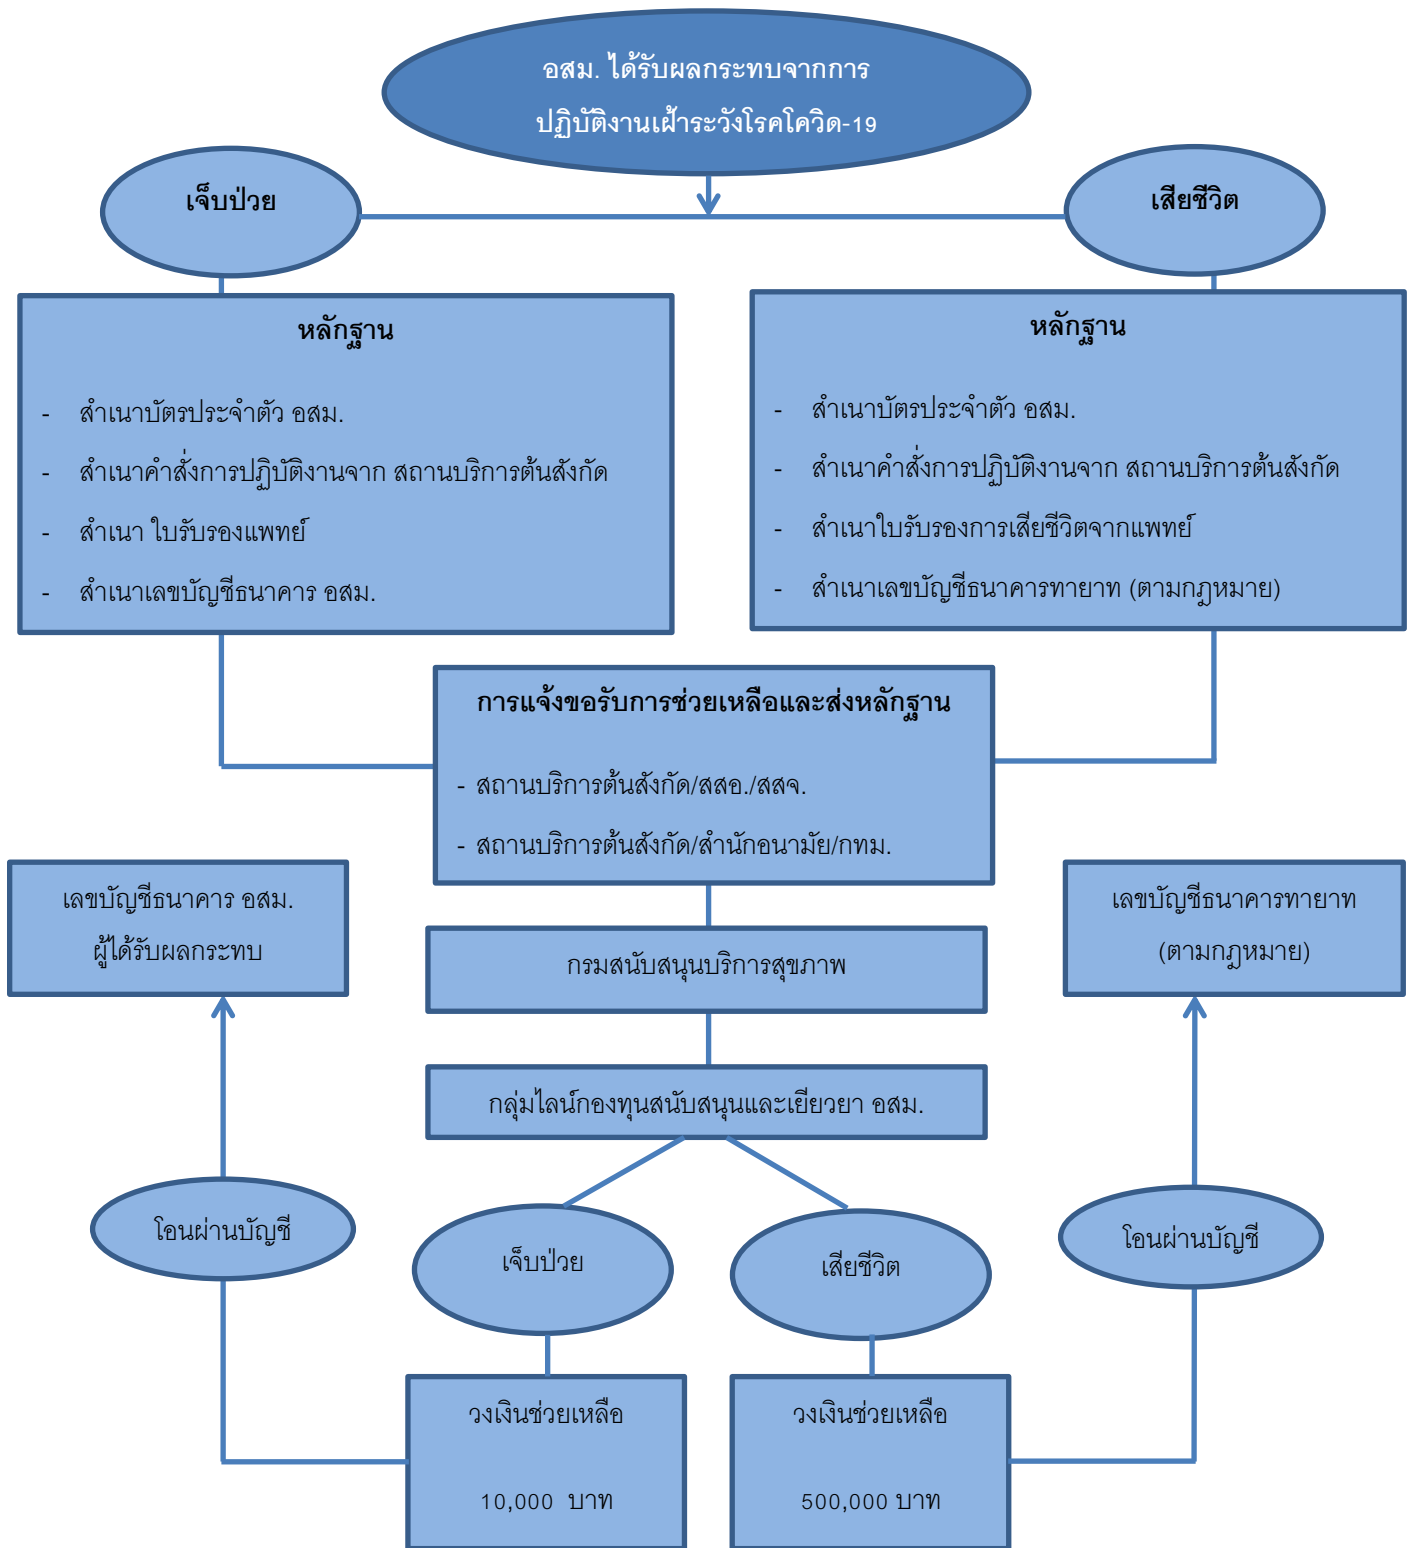 อสม. ได้รับผลกระทบจากการ
ปฏิบัติงานเฝ้าระวังโรคโควิด-19
เจ็บป่วย
เสียชีวิต
หลักฐาน
- สำเนาบัตรประจำตัว อสม.
- สำเนาคำสั่งการปฏิบัติงานจาก สถานบริการต้นสังกัด
- สำเนา ใบรับรองแพทย์
- สำเนาเลขบัญชีธนาคาร อสม.
หลักฐาน
- สำเนาบัตรประจำตัว อสม.
- สำเนาคำสั่งการปฏิบัติงานจาก สถานบริการต้นสังกัด
- สำเนาใบรับรองการเสียชีวิตจากแพทย์
- สำเนาเลขบัญชีธนาคารทายาท (ตามกฎหมาย)
การแจ้งขอรับการช่วยเหลือและส่งหลักฐาน
- สถานบริการต้นสังกัด/สสอ./สสจ.
- สถานบริการต้นสังกัด/สำนักอนามัย/กทม.
เลขบัญชีธนาคาร อสม.
ผู้ได้รับผลกระทบ
เลขบัญชีธนาคารทายาท
(ตามกฎหมาย)
กรมสนับสนุนบริการสุขภาพ
กลุ่มไลน์กองทุนสนับสนุนและเยียวยา อสม.
โอนผ่านบัญชี
เจ็บป่วย
เสียชีวิต
โอนผ่านบัญชี
วงเงินช่วยเหลือ
10,000 บาท
วงเงินช่วยเหลือ
500,000 บาท